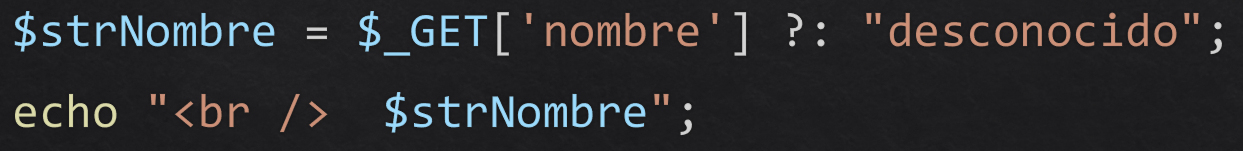 $strNombre = $_GET['nombre'] ?: "desconocido";
echo "<br />  $strNombre";